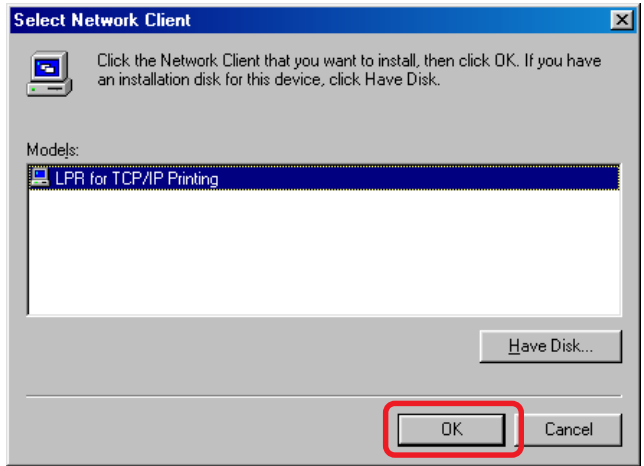 Select Network Client
Click the Network Client that you want to install, then click OK. If you have
an installation disk for this device, click Have Disk.
Models:
LPR for TCP/IP Printing
Have Disk...
OK
Cancel